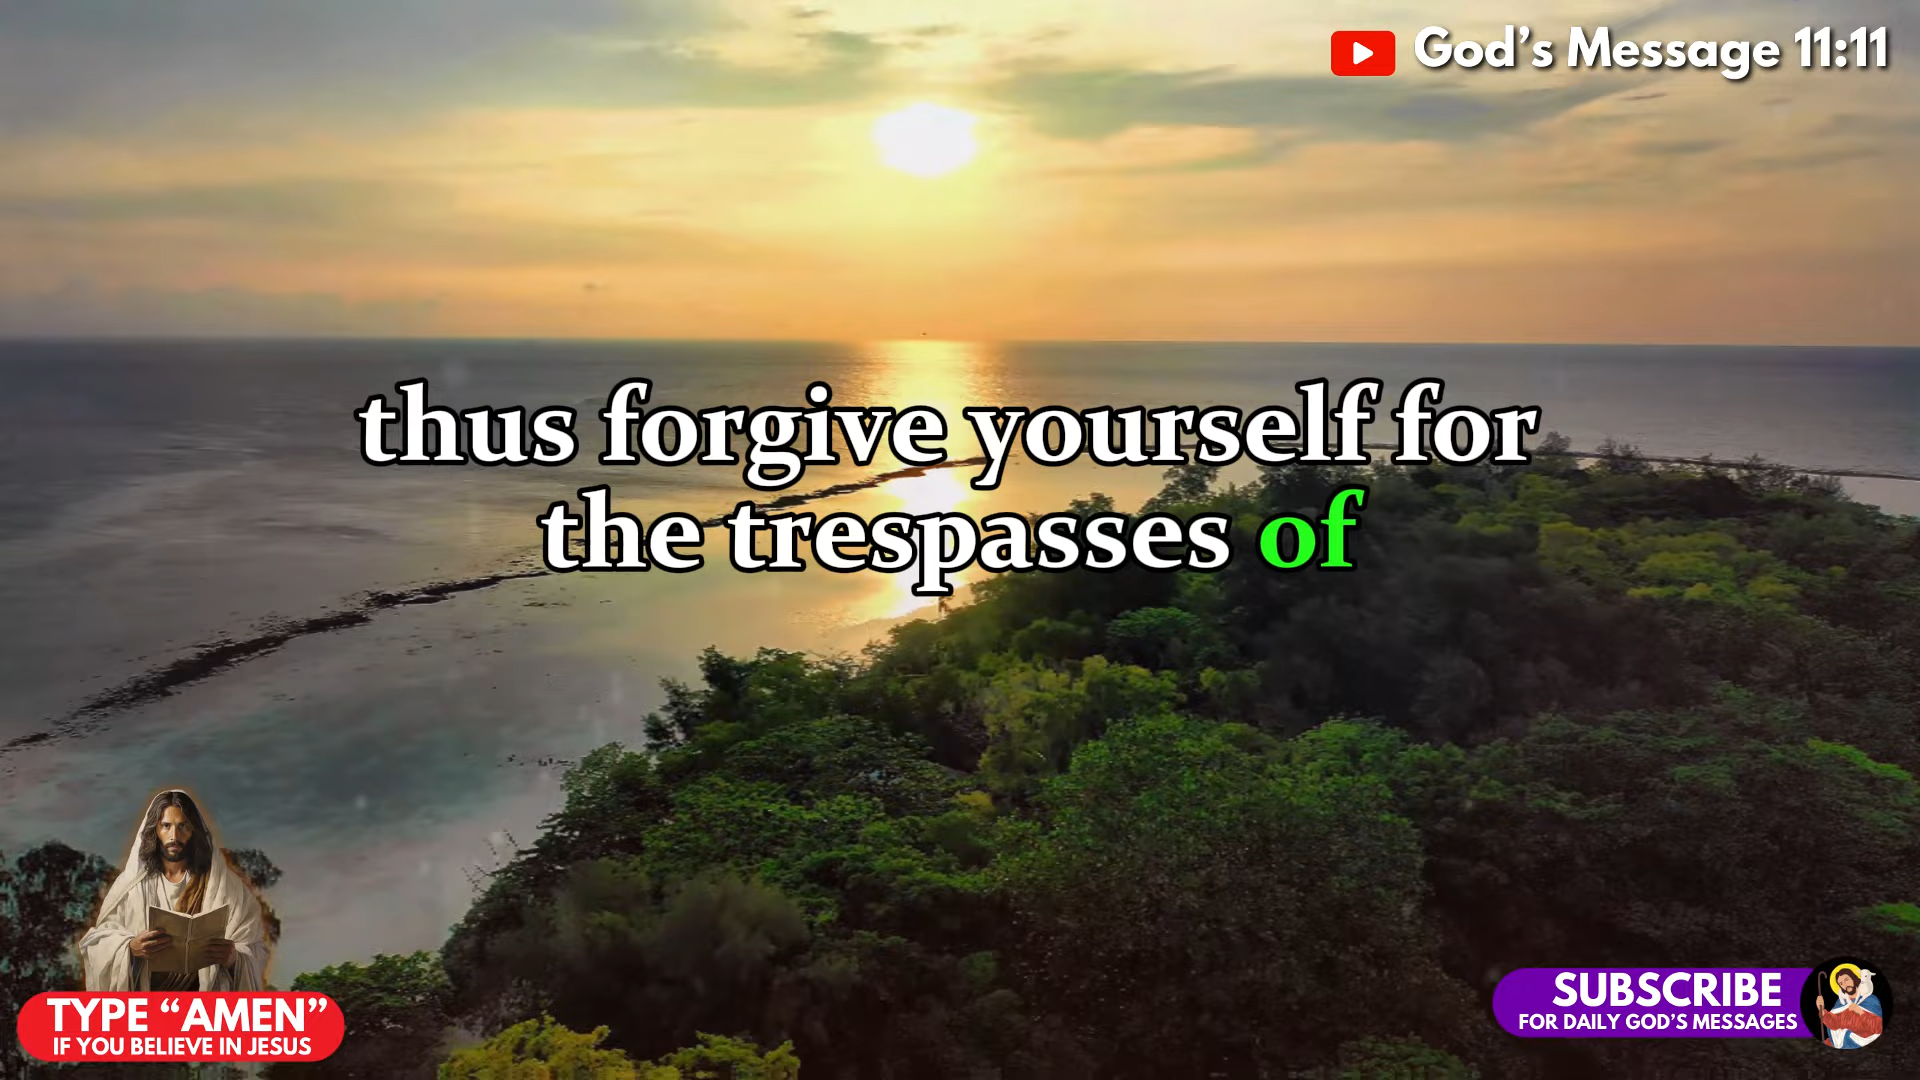 God's Message 11:11
thus forgive yourself for
the trespasses of
TYPE “AMEN”
IF YOU BELIEVE IN JESUS
SUBSCRIBE
FOR DAILY GOD'S MESSAGES